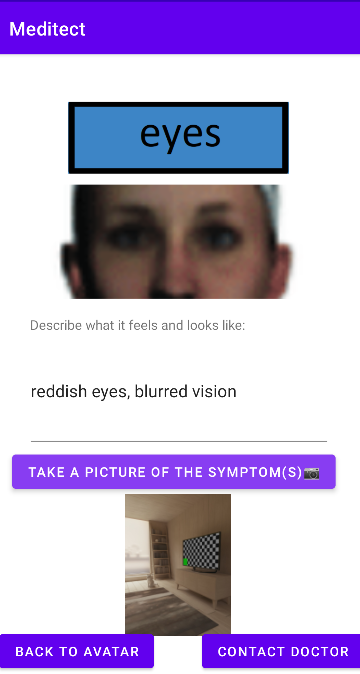 Meditect
eyes
Describe what it feels and looks like:
reddish eyes, blurred vision
TAKE A PICTURE OF THE SYMPTOM(S)📷
BACK TO AVATAR
CONTACT DOCTOR